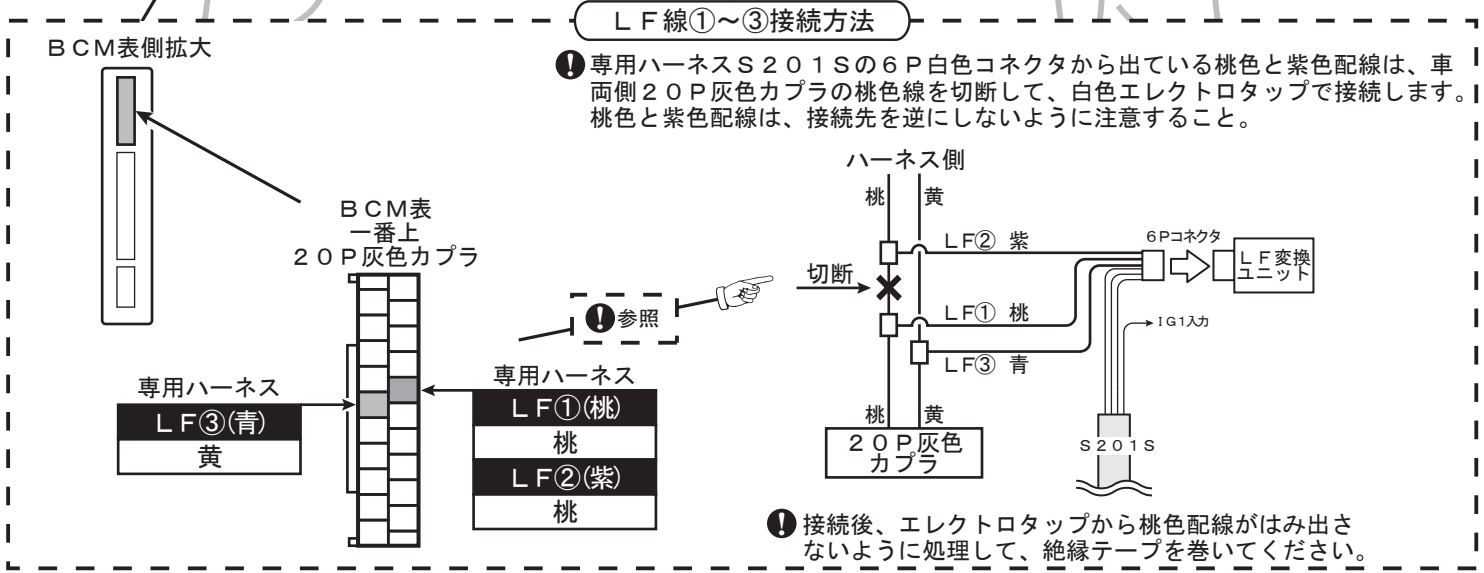 LF線①～③接続方法
BCM表側拡大
❗専用ハーネスS201Sの6P白色コネクタから出ている桃色と紫色配線は、車
両側20P灰色カプラの桃色線を切断して、白色エレクトロタップで接続します。
桃色と紫色配線は、接続先を逆にしないように注意すること。
BCM表
一番上
20P灰色カプラ
専用ハーネス
LF③(青)
黄
専用ハーネス
LF①(桃)
桃
LF②(紫)
桃
❗参照
ハーネス側
桃
黄
LF② 紫
切断
LF① 桃
LF③ 青
桃
黄
20P灰色
カプラ
6Pコネクタ
LF変換
ユニット
IG1入力
S201S
❗接続後、エレクトロタップから桃色配線がはみ出さ
ないように処理して、絶縁テープを巻いてください。